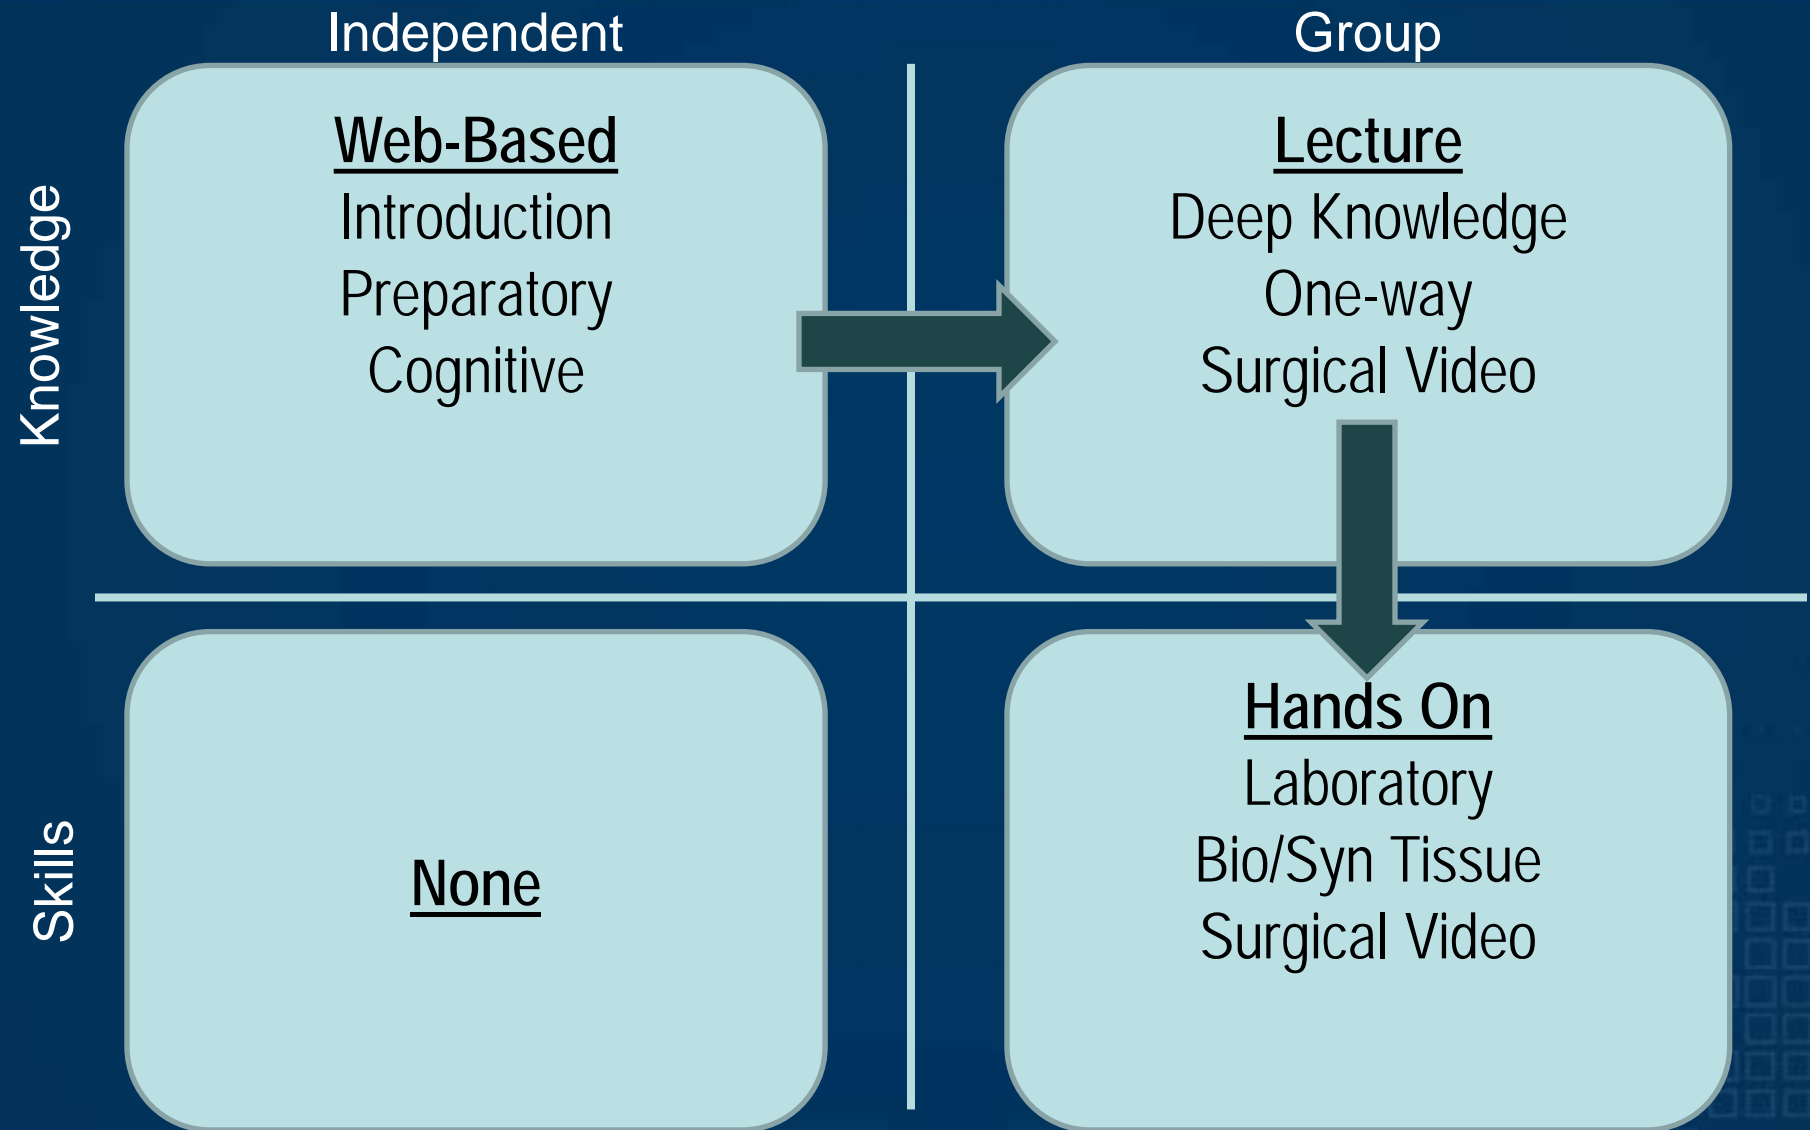 Independent
Group
Knowledge
Web-Based
Introduction
Preparatory
Cognitive
Lecture
Deep Knowledge
One-way
Surgical Video
Skills
None
Hands On
Laboratory
Bio/Syn Tissue
Surgical Video